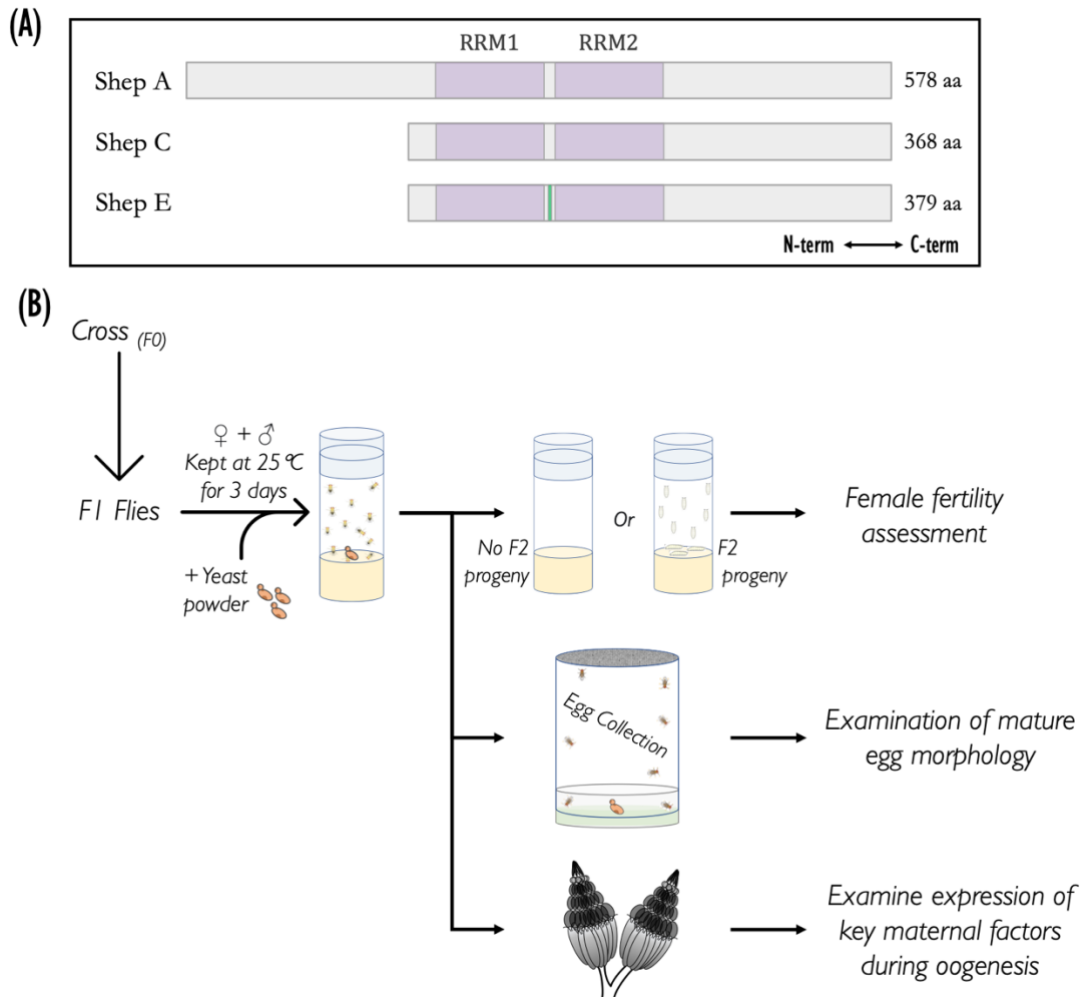 (A)
RRM1 RRM2
Shep A 578 aa
Shep C 368 aa
Shep E 379 aa
N-term C-term
(B)
Cross (F0)
F1 Flies
♀ + ♂
Kept at 25 ºC
for 3 days
+ Yeast
powder
No F2
progeny
Or
F2
progeny
Female fertility
assessment
Egg Collection
Examination of mature
egg morphology
Examine expression of
key maternal factors
during oogenesis